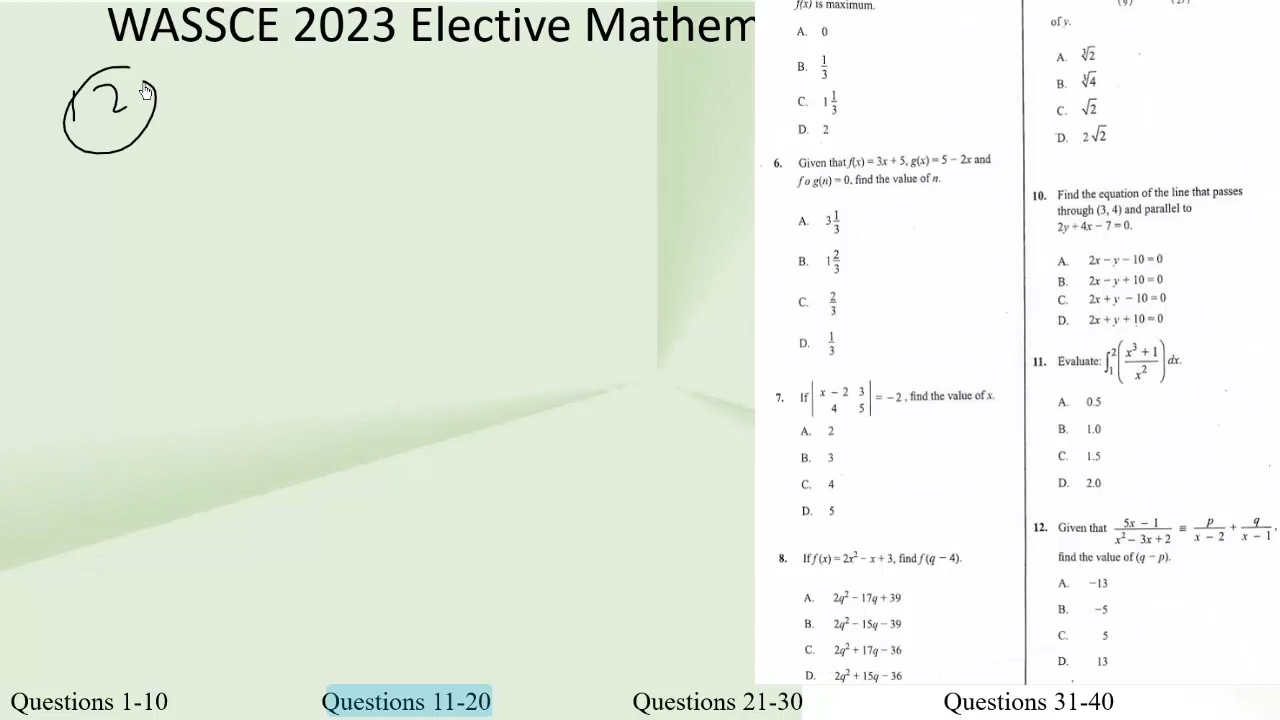 WASSCE 2023 Elective Mathem
12
f(x) is maximum.
A. 0
B. 1/3
C. 1 1/3
D. 2
6. Given that f(x) = 3x + 5, g(x) = 5 − 2x and
f o g(n) = 0, find the value of n.
A. 3 1/3
B. 1 2/3
C. 2/3
D. 1/3
7. If | x − 2 3 ; 4 5 | = −2, find the value of x.
A. 2
B. 3
C. 4
D. 5
8. If f(x) = 2x² − x + 3, find f(q − 4).
A. 2q² − 17q + 39
B. 2q² − 15q − 39
C. 2q² + 17q − 36
D. 2q² + 15q − 36
of y.
A. ∛2
B. ∛4
C. √2
D. 2√2
10. Find the equation of the line that passes
through (3, 4) and parallel to
2y + 4x − 7 = 0.
A. 2x − y − 10 = 0
B. 2x − y + 10 = 0
C. 2x + y − 10 = 0
D. 2x + y + 10 = 0
11. Evaluate: ∫₁² ((x³ + 1)/x²) dx.
A. 0.5
B. 1.0
C. 1.5
D. 2.0
12. Given that (5x − 1)/(x² − 3x + 2) ≡ p/(x − 2) + q/(x − 1),
find the value of (q − p).
A. −13
B. −5
C. 5
D. 13
Questions 1-10
Questions 11-20
Questions 21-30
Questions 31-40